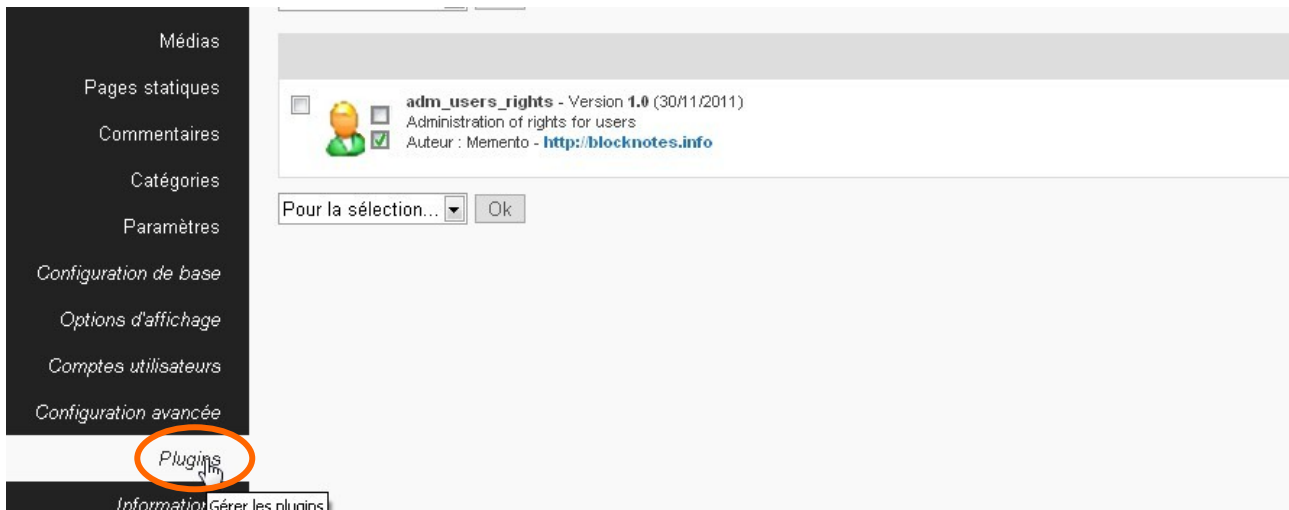 Médias
Pages statiques
Commentaires
Catégories
Paramètres
Configuration de base
Options d'affichage
Comptes utilisateurs
Configuration avancée
Plugins
Information
Gérer les plugins
adm_users_rights - Version 1.0 (30/11/2011)
Administration of rights for users
Auteur : Memento - http://blocknotes.info
Pour la sélection...
Ok